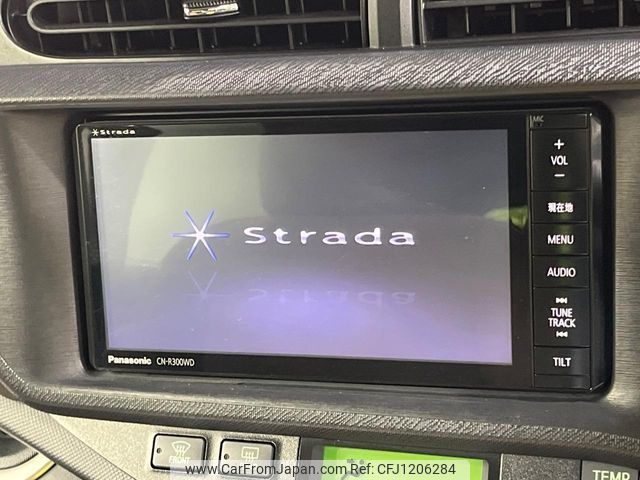 Strada
MIC
+
VOL
−
現在地
Strada
MENU
AUDIO
TUNE
TRACK
Panasonic CN-R300WD
TILT
FRONT
TEMP
www.CarFromJapan.com CFJ1206284